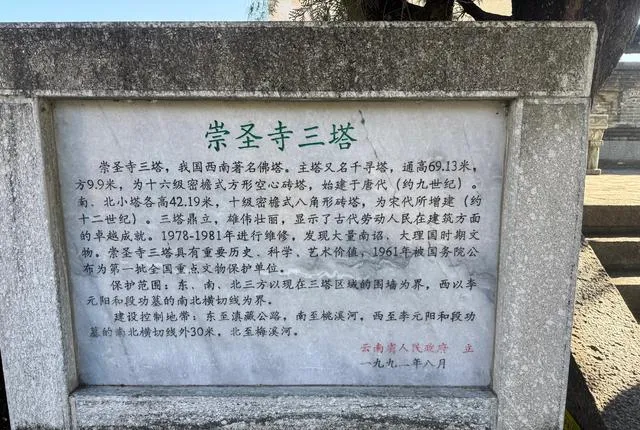 崇圣寺三塔
崇圣寺三塔，我国西南著名佛塔。主塔又名千寻塔，通高69.13米，
方9.9米，为十六级密檐式方形空心砖塔，始建于唐代（约九世纪）。
南、北小塔各高42.19米，十级密檐式八角形砖塔，为宋代所增建（约
十二世纪）。三塔鼎立，雄伟壮丽，显示了古代劳动人民在建筑方面
的卓越成就。1978-1981年进行维修，发现大量南诏、大理国时期文
物。崇圣寺三塔具有重要历史、科学、艺术价值，1961年被国务院公
布为第一批全国重点文物保护单位。
保护范围：东、南、北三方以现在三塔区域的围墙为界，西以李
元阳和段功墓的南北横切线为界。
建设控制地带：东至滇藏公路，南至桃溪河，西至李元阳和段功
墓的南北横切线外30米，北至梅溪河。
云南省人民政府 立
一九九二年八月